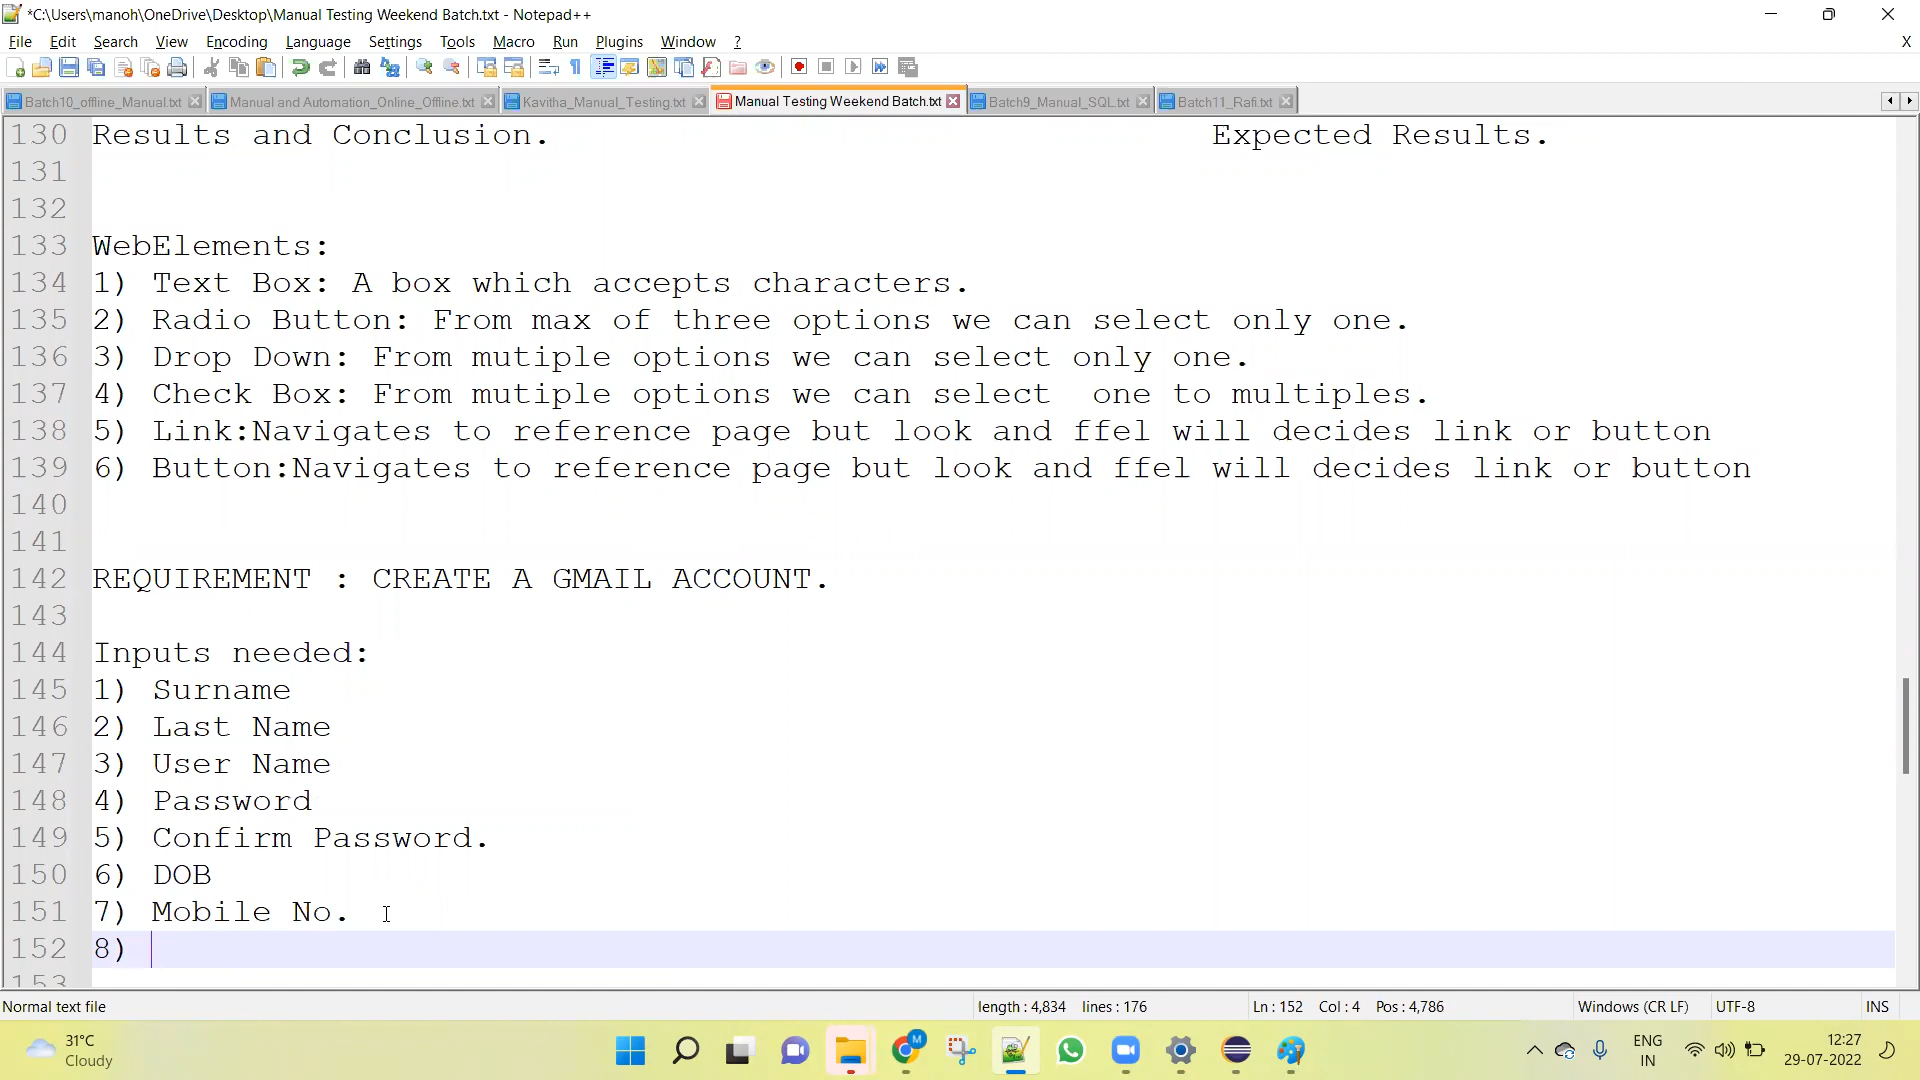 *C:\Users\manoh\OneDrive\Desktop\Manual Testing Weekend Batch.txt - Notepad++
File Edit Search View Encoding Language Settings Tools Macro Run Plugins Window ? X
Batch10_offline_Manual.txt Manual and Automation_Online_Offline.txt Kavitha_Manual_Testing.txt Manual Testing Weekend Batch.txt Batch9_Manual_SQL.txt Batch11_Rafi.txt
130 Results and Conclusion. Expected Results.
131
132
133 WebElements:
134 1) Text Box: A box which accepts characters.
135 2) Radio Button: From max of three options we can select only one.
136 3) Drop Down: From mutiple options we can select only one.
137 4) Check Box: From mutiple options we can select  one to multiples.
138 5) Link:Navigates to reference page but look and ffel will decides link or button
139 6) Button:Navigates to reference page but look and ffel will decides link or button
140
141
142 REQUIREMENT : CREATE A GMAIL ACCOUNT.
143
144 Inputs needed:
145 1) Surname
146 2) Last Name
147 3) User Name
148 4) Password
149 5) Confirm Password.
150 6) DOB
151 7) Mobile No.
152 8)
153
Normal text file length : 4,834 lines : 176 Ln : 152 Col : 4 Pos : 4,786 Windows (CR LF) UTF-8 INS
31°C
Cloudy
ENG
IN
12:27
29-07-2022